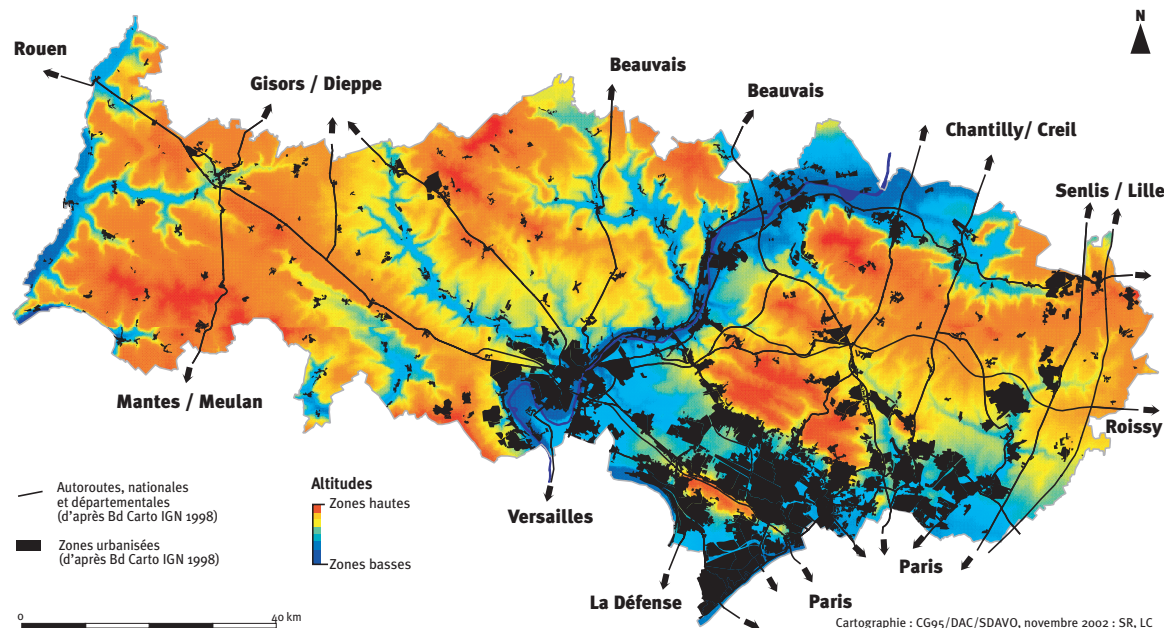 N
Rouen
Gisors / Dieppe
Beauvais
Beauvais
Chantilly/ Creil
Senlis / Lille
Mantes / Meulan
Roissy
Versailles
La Défense
Paris
Paris
Autoroutes, nationales
et départementales
(d'après Bd Carto IGN 1998)
Zones urbanisées
(d'après Bd Carto IGN 1998)
Altitudes
Zones hautes
Zones basses
0 40 km
Cartographie : CG95/DAC/SDAVO, novembre 2002 : SR, LC